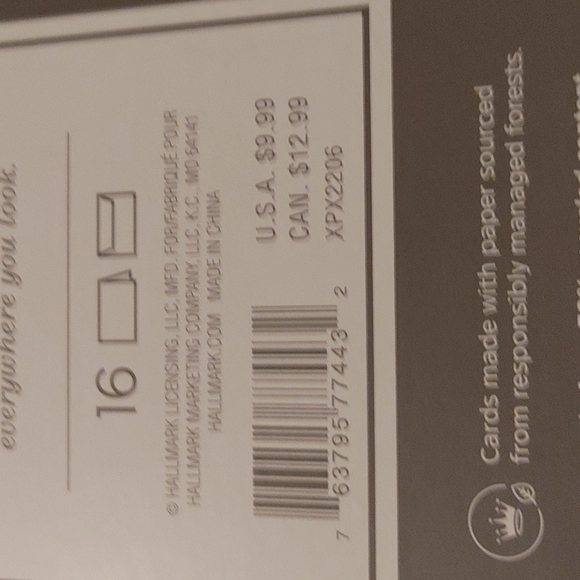 everywhere you look.
16
© HALLMARK LICENSING, LLC, MFD. FOR/FABRIQUÉ POUR
HALLMARK MARKETING COMPANY, LLC, K.C., MO 64141
HALLMARK.COM MADE IN CHINA
U.S.A. $9.99
CAN. $12.99
XPX2206
7 63795 77443 2
Cards made with paper sourced
from responsibly managed forests.